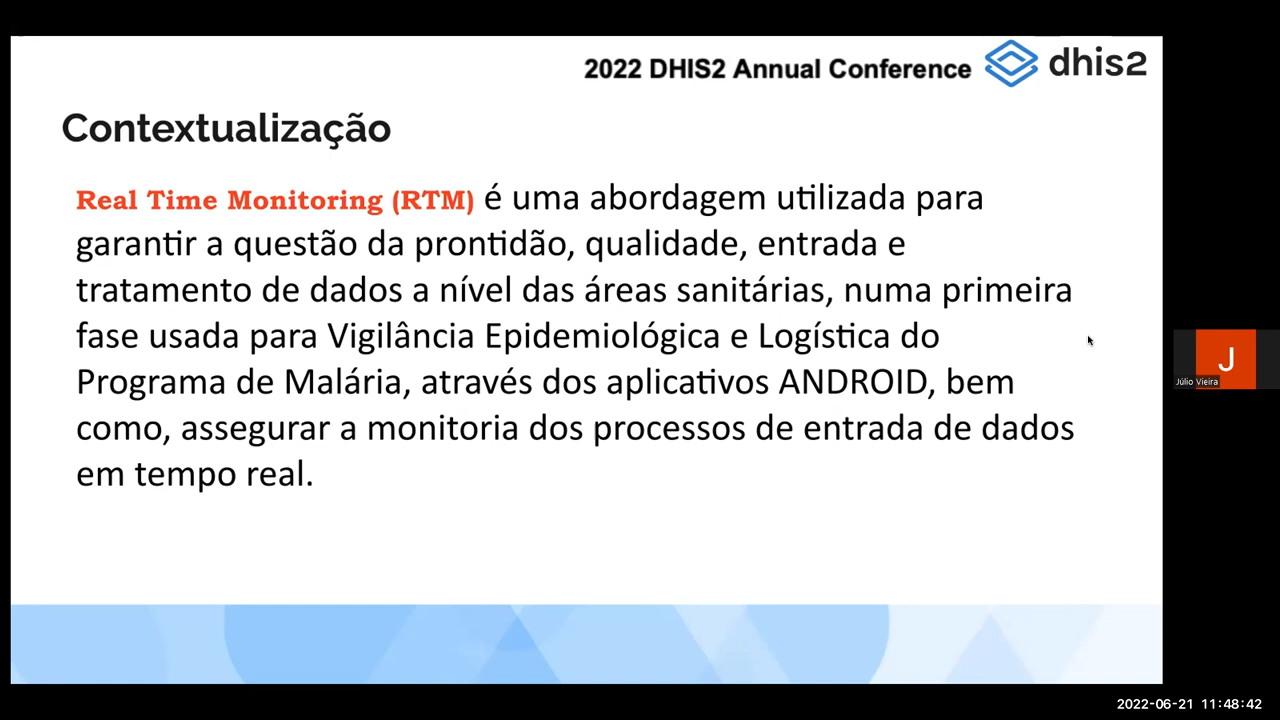 2022 DHIS2 Annual Conference
dhis2
Contextualização
Real Time Monitoring (RTM) é uma abordagem utilizada para
garantir a questão da prontidão, qualidade, entrada e
tratamento de dados a nível das áreas sanitárias, numa primeira
fase usada para Vigilância Epidemiológica e Logística do
Programa de Malária, através dos aplicativos ANDROID, bem
como, assegurar a monitoria dos processos de entrada de dados
em tempo real.
J
Júlio Vieira
2022-06-21 11:48:42